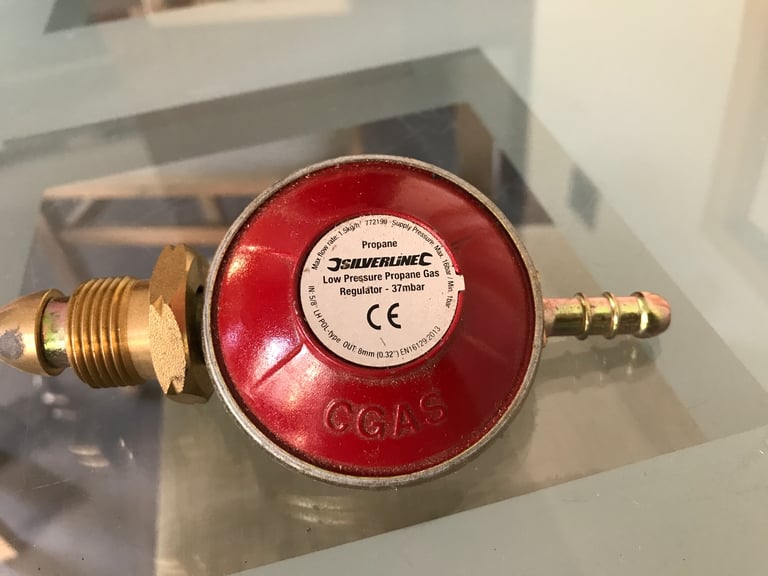 Max flow rate: 1.5kg/h 772199 Supply Pressure: Max. 16bar - Min. 1bar
Propane
SILVERLINE
Low Pressure Propane Gas
Regulator - 37mbar
CE
IN: 5/8" LH POL-type OUT: 8mm (0.32") EN16129:2013
CGAS